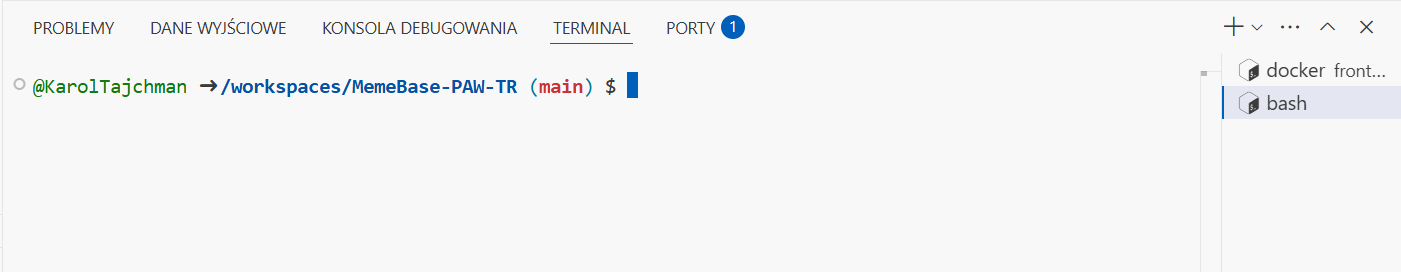 PROBLEMY DANE WYJŚCIOWE KONSOLA DEBUGOWANIA TERMINAL PORTY 1
@KarolTajchman ➜/workspaces/MemeBase-PAW-TR (main) $
docker front...
bash